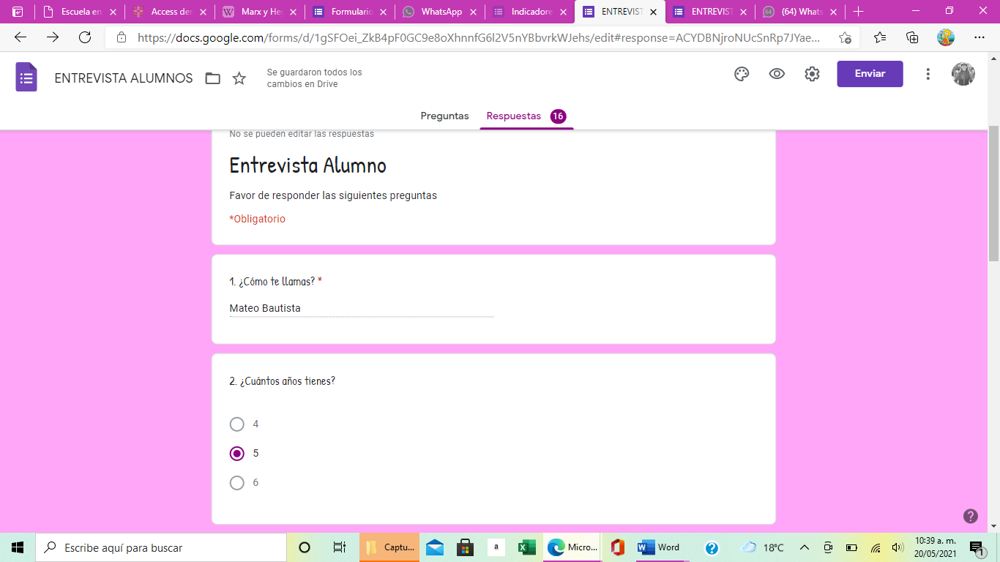 Escuela en
Access der
Marx y He
Formulario
WhatsApp
Indicadore
ENTREVIST
ENTREVIST
64
(64) Whats
https://docs.google.com/forms/d/1gSFOei_ZkB4pF0GC9e8oXhnnfG6l2V5nYBbvrkWJehs/edit#response=ACYDBNjroNUcSnRp7JYae...
ENTREVISTA ALUMNOS
Se guardaron todos los
cambios en Drive
Enviar
Preguntas
Respuestas 16
No se pueden editar las respuestas
Entrevista Alumno
Favor de responder las siguientes preguntas
*Obligatorio
1. ¿Cómo te llamas? *
Mateo Bautista
2. ¿Cuántos años tienes?
4
5
6
Escribe aquí para buscar
Captu...
a
Micro...
Word
18°C
10:39 a. m.
20/05/2021
1